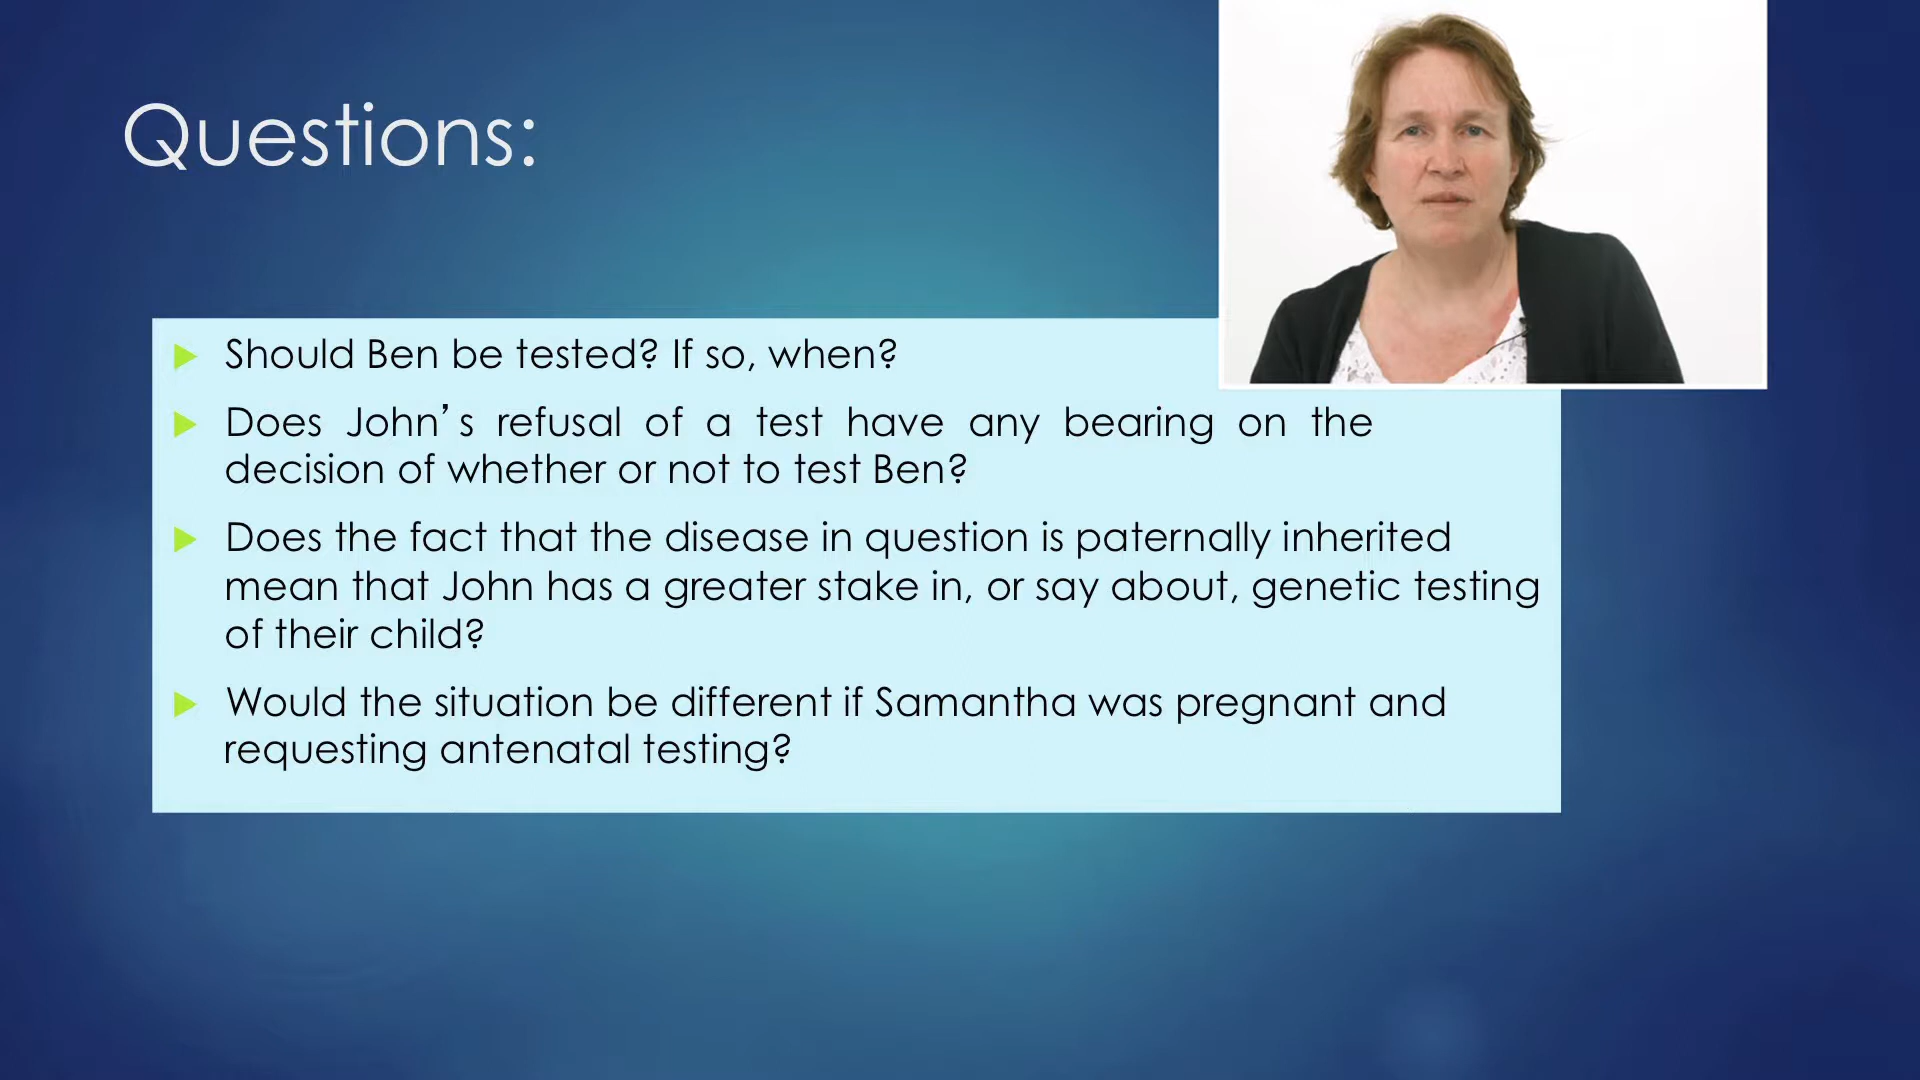 Questions:
Should Ben be tested? If so, when?
Does John's refusal of a test have any bearing on the
decision of whether or not to test Ben?
Does the fact that the disease in question is paternally inherited
mean that John has a greater stake in, or say about, genetic testing
of their child?
Would the situation be different if Samantha was pregnant and
requesting antenatal testing?